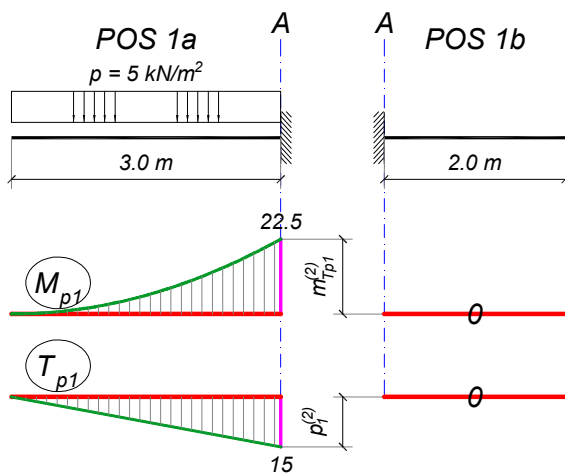 A A
POS 1a POS 1b
p = 5 kN/m²
3.0 m 2.0 m
22.5
M_p1 m_Tp1^(2) 0
T_p1 0
p_1^(2)
15